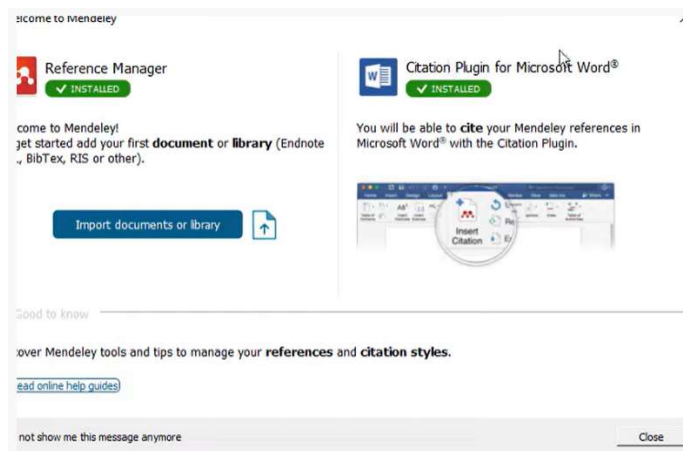 elcome to Mendeley
Reference Manager
INSTALLED
come to Mendeley!
get started add your first document or library (Endnote
., BibTex, RIS or other).
Import documents or library
Citation Plugin for Microsoft Word®
INSTALLED
You will be able to cite your Mendeley references in
Microsoft Word® with the Citation Plugin.
Insert
Citation
Good to know
cover Mendeley tools and tips to manage your references and citation styles.
ead online help guides
not show me this message anymore
Close